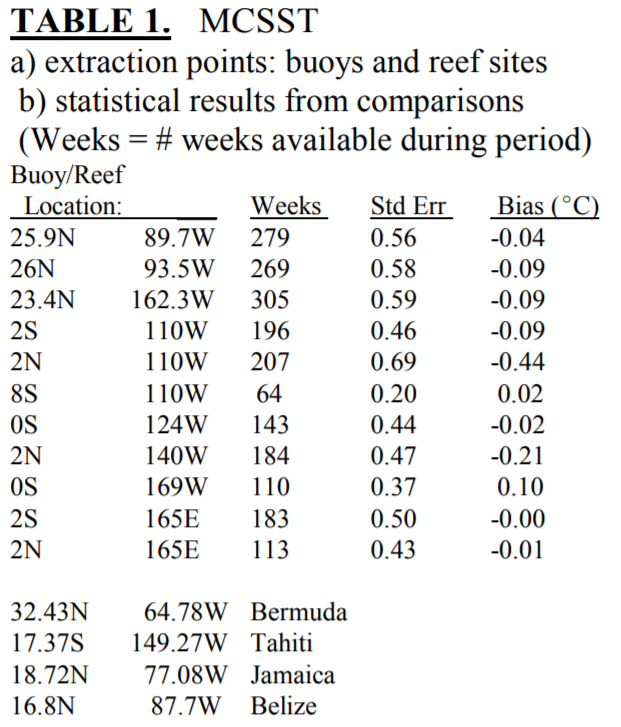 TABLE 1. MCSST
a) extraction points: buoys and reef sites
b) statistical results from comparisons
(Weeks = # weeks available during period)
Buoy/Reef
Location: Weeks Std Err Bias (°C)
25.9N 89.7W 279 0.56 -0.04
26N 93.5W 269 0.58 -0.09
23.4N 162.3W 305 0.59 -0.09
2S 110W 196 0.46 -0.09
2N 110W 207 0.69 -0.44
8S 110W 64 0.20 0.02
0S 124W 143 0.44 -0.02
2N 140W 184 0.47 -0.21
0S 169W 110 0.37 0.10
2S 165E 183 0.50 -0.00
2N 165E 113 0.43 -0.01
32.43N 64.78W Bermuda
17.37S 149.27W Tahiti
18.72N 77.08W Jamaica
16.8N 87.7W Belize